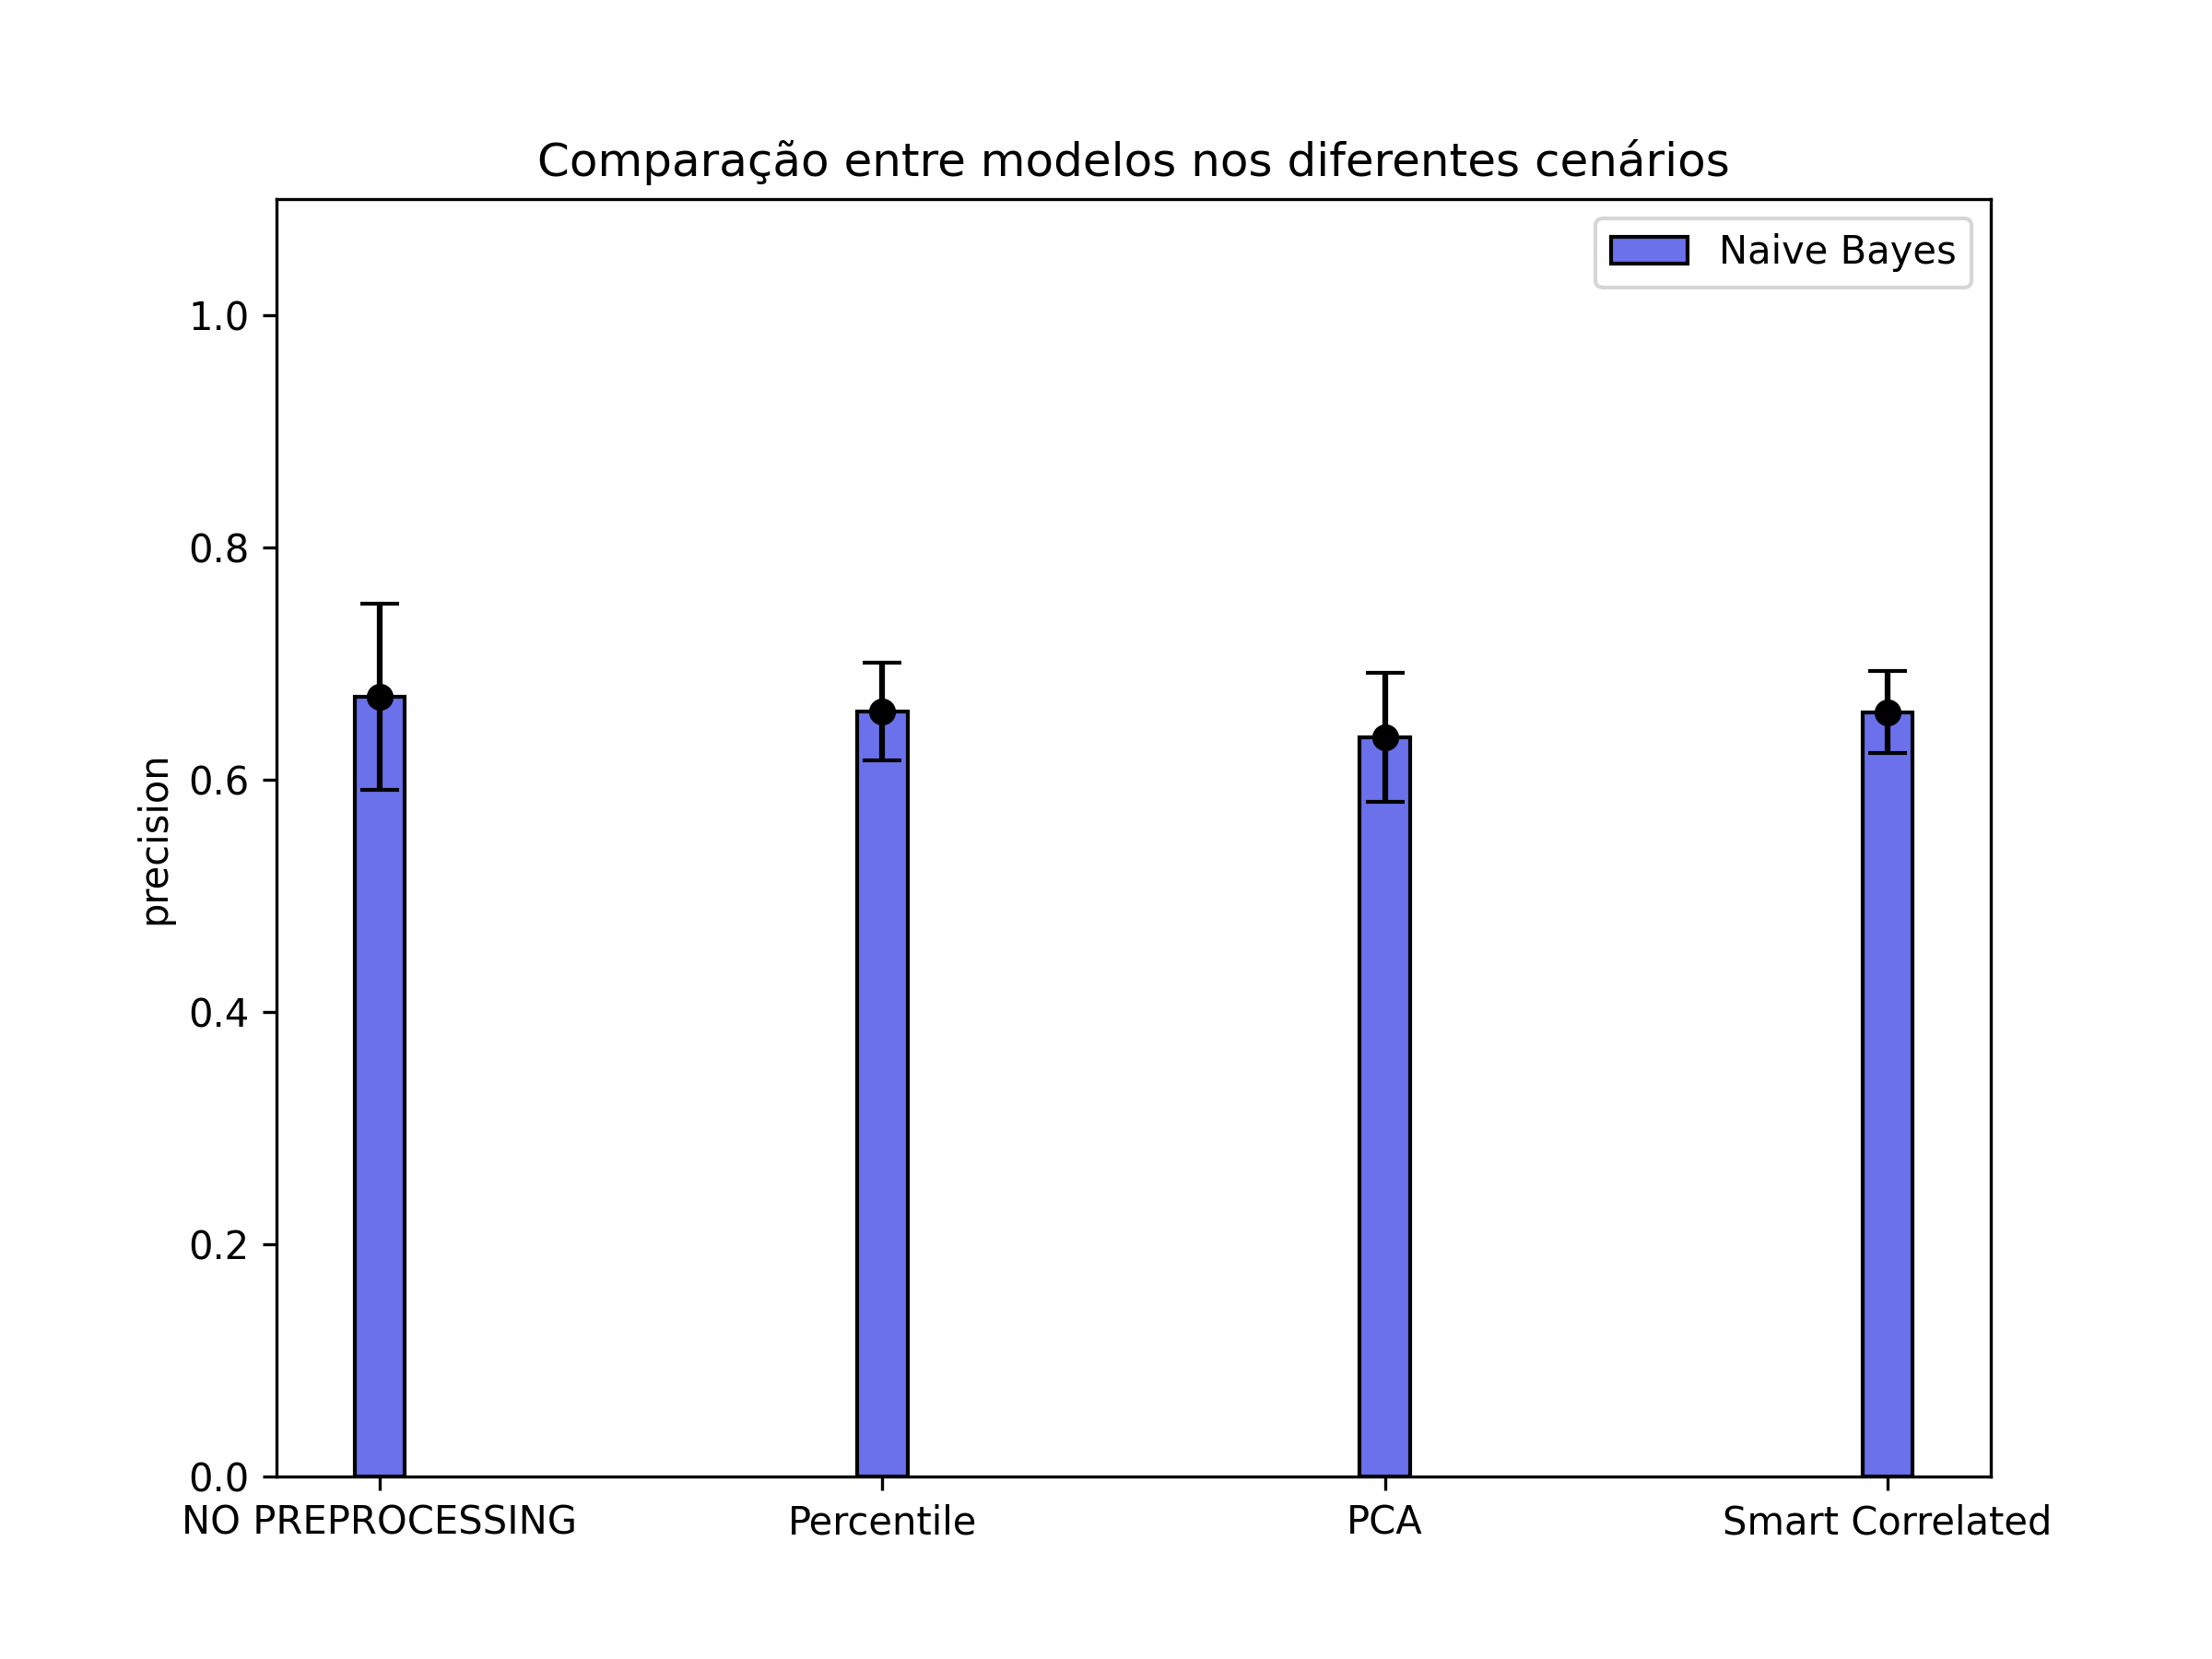 Comparação entre modelos nos diferentes cenários
Naive Bayes
1.0
0.8
0.6
0.4
0.2
0.0
precision
NO PREPROCESSING
Percentile
PCA
Smart Correlated